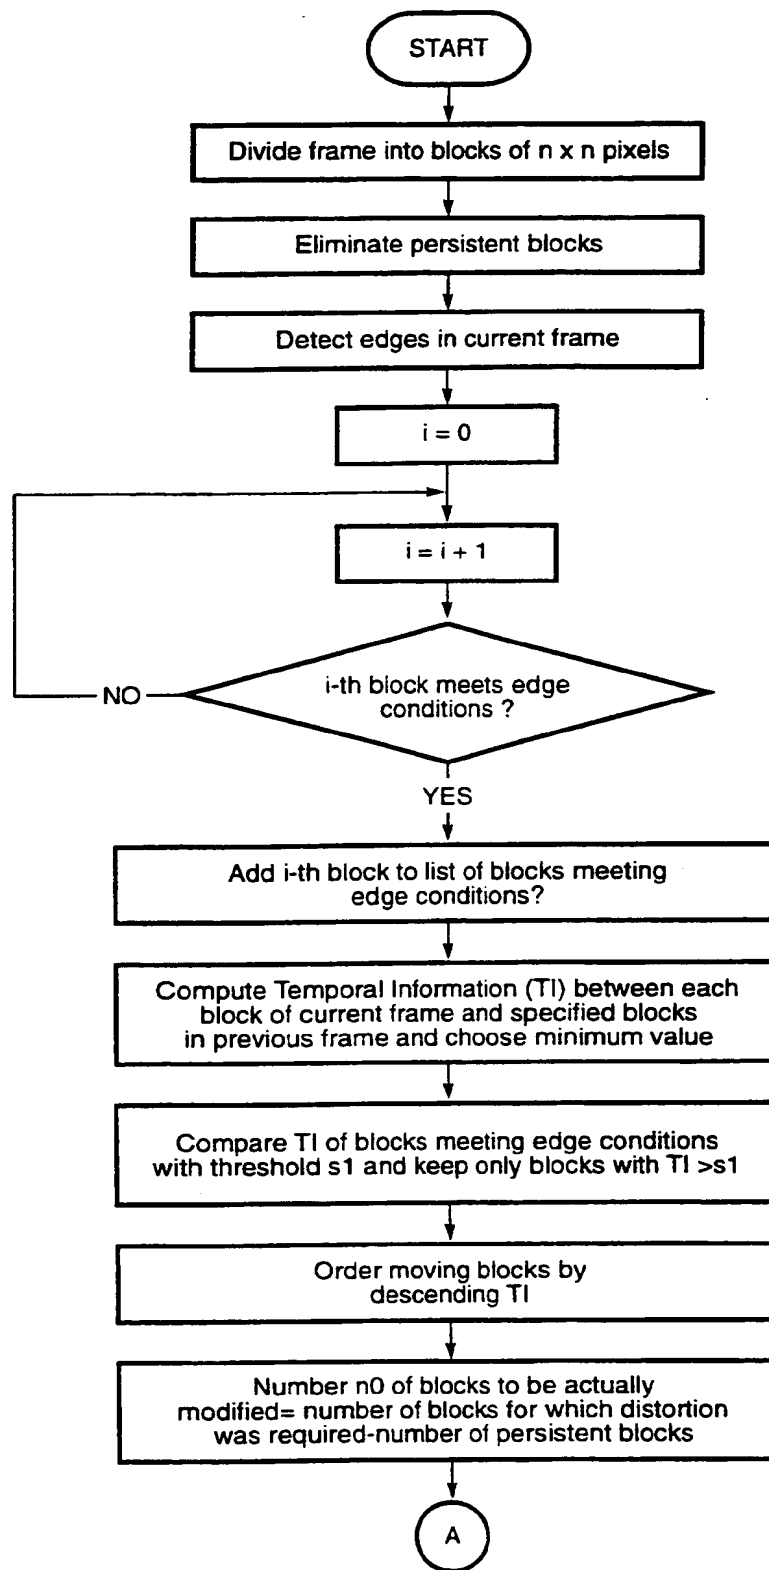 START
Divide frame into blocks of n x n pixels
Eliminate persistent blocks
Detect edges in current frame
i = 0
i = i + 1
i-th block meets edge
conditions ?
NO
YES
Add i-th block to list of blocks meeting
edge conditions?
Compute Temporal Information (TI) between each
block of current frame and specified blocks
in previous frame and choose minimum value
Compare TI of blocks meeting edge conditions
with threshold s1 and keep only blocks with TI >s1
Order moving blocks by
descending TI
Number n0 of blocks to be actually
modified= number of blocks for which distortion
was required-number of persistent blocks
A